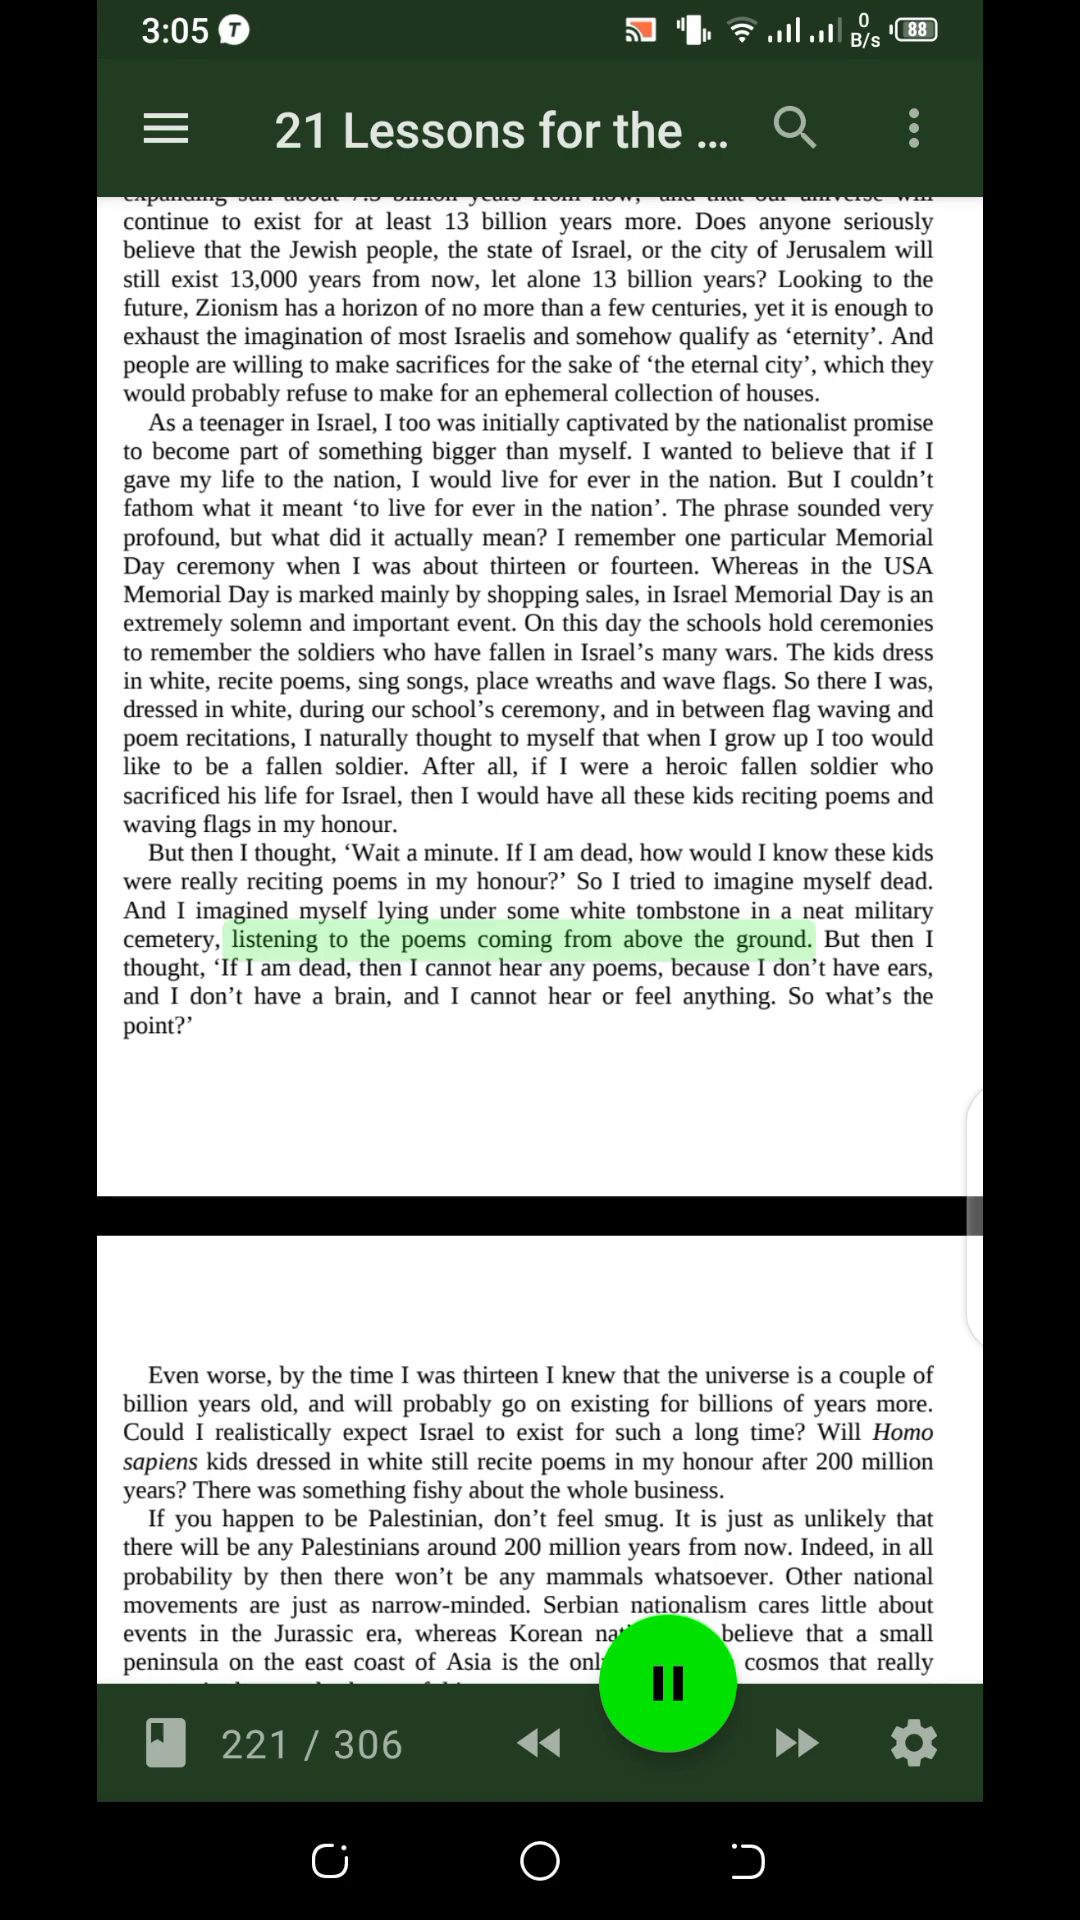 3:05 T 0 B/s 88
21 Lessons for the ...
expanding sun about 7.5 billion years from now, and that our universe will
continue to exist for at least 13 billion years more. Does anyone seriously
believe that the Jewish people, the state of Israel, or the city of Jerusalem will
still exist 13,000 years from now, let alone 13 billion years? Looking to the
future, Zionism has a horizon of no more than a few centuries, yet it is enough to
exhaust the imagination of most Israelis and somehow qualify as ‘eternity’. And
people are willing to make sacrifices for the sake of ‘the eternal city’, which they
would probably refuse to make for an ephemeral collection of houses.
As a teenager in Israel, I too was initially captivated by the nationalist promise
to become part of something bigger than myself. I wanted to believe that if I
gave my life to the nation, I would live for ever in the nation. But I couldn’t
fathom what it meant ‘to live for ever in the nation’. The phrase sounded very
profound, but what did it actually mean? I remember one particular Memorial
Day ceremony when I was about thirteen or fourteen. Whereas in the USA
Memorial Day is marked mainly by shopping sales, in Israel Memorial Day is an
extremely solemn and important event. On this day the schools hold ceremonies
to remember the soldiers who have fallen in Israel’s many wars. The kids dress
in white, recite poems, sing songs, place wreaths and wave flags. So there I was,
dressed in white, during our school’s ceremony, and in between flag waving and
poem recitations, I naturally thought to myself that when I grow up I too would
like to be a fallen soldier. After all, if I were a heroic fallen soldier who
sacrificed his life for Israel, then I would have all these kids reciting poems and
waving flags in my honour.
But then I thought, ‘Wait a minute. If I am dead, how would I know these kids
were really reciting poems in my honour?’ So I tried to imagine myself dead.
And I imagined myself lying under some white tombstone in a neat military
cemetery, listening to the poems coming from above the ground. But then I
thought, ‘If I am dead, then I cannot hear any poems, because I don’t have ears,
and I don’t have a brain, and I cannot hear or feel anything. So what’s the
point?’
Even worse, by the time I was thirteen I knew that the universe is a couple of
billion years old, and will probably go on existing for billions of years more.
Could I realistically expect Israel to exist for such a long time? Will Homo
sapiens kids dressed in white still recite poems in my honour after 200 million
years? There was something fishy about the whole business.
If you happen to be Palestinian, don’t feel smug. It is just as unlikely that
there will be any Palestinians around 200 million years from now. Indeed, in all
probability by then there won’t be any mammals whatsoever. Other national
movements are just as narrow-minded. Serbian nationalism cares little about
events in the Jurassic era, whereas Korean believe that a small
peninsula on the east coast of Asia is the cosmos that really
221 / 306